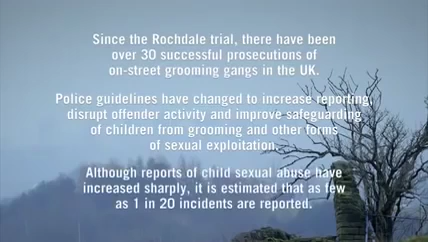 Since the Rochdale trial, there have been
over 30 successful prosecutions of
on-street grooming gangs in the UK.
Police guidelines have changed to increase reporting,
disrupt offender activity and improve safeguarding
of children from grooming and other forms
of sexual exploitation.
Although reports of child sexual abuse have
increased sharply, it is estimated that as few
as 1 in 20 incidents are reported.